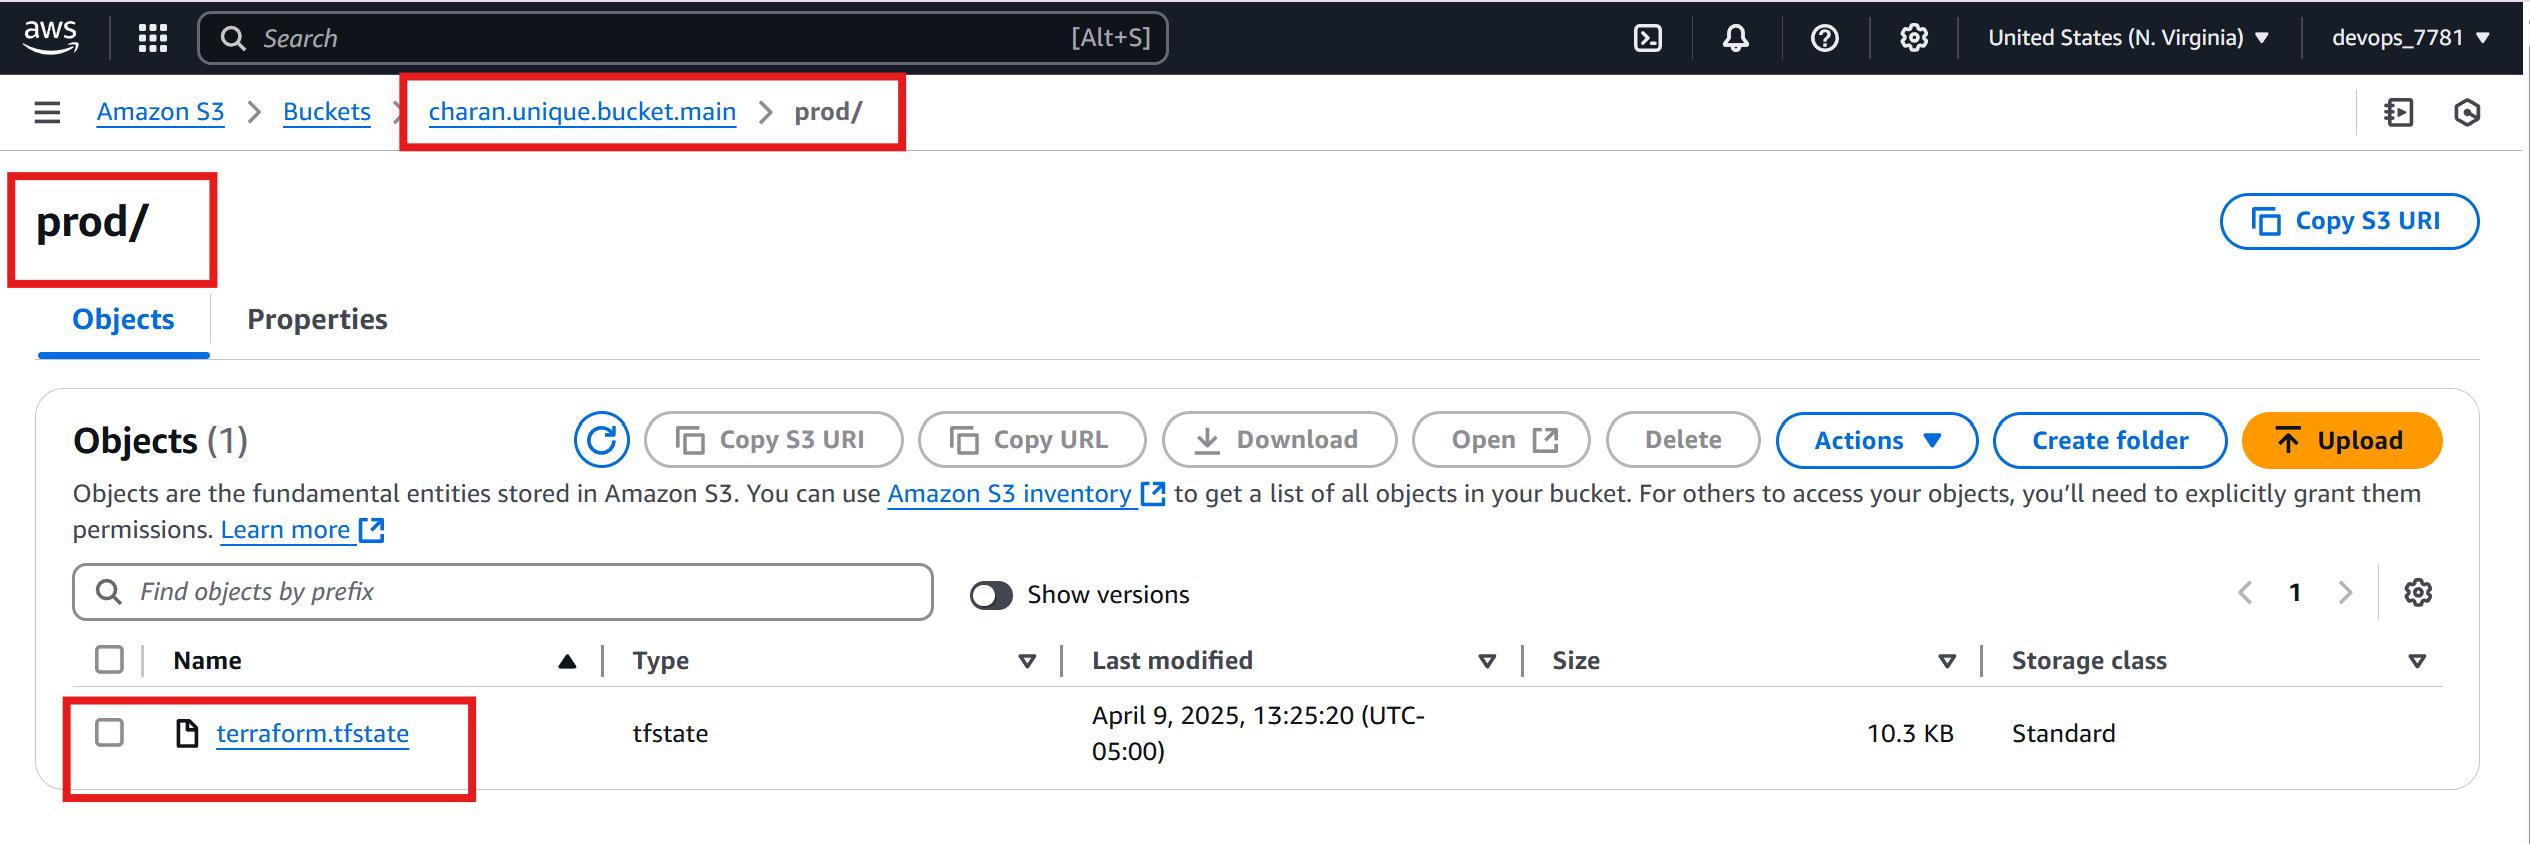 aws Search [Alt+S] United States (N. Virginia) devops_7781
Amazon S3 Buckets charan.unique.bucket.main prod/
prod/
Copy S3 URI
Objects Properties
Objects (1) Copy S3 URI Copy URL Download Open Delete Actions Create folder Upload
Objects are the fundamental entities stored in Amazon S3. You can use Amazon S3 inventory to get a list of all objects in your bucket. For others to access your objects, you’ll need to explicitly grant them
permissions. Learn more
Find objects by prefix Show versions 1
Name Type Last modified Size Storage class
terraform.tfstate tfstate April 9, 2025, 13:25:20 (UTC-
05:00) 10.3 KB Standard